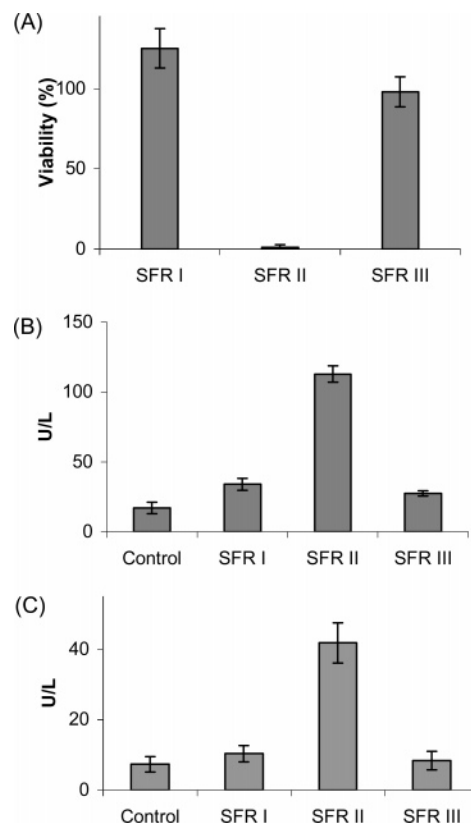 (A)
Viability (%)
100
50
0
SFR I SFR II SFR III
(B)
U/L
150
100
50
0
Control SFR I SFR II SFR III
(C)
U/L
40
20
0
Control SFR I SFR II SFR III